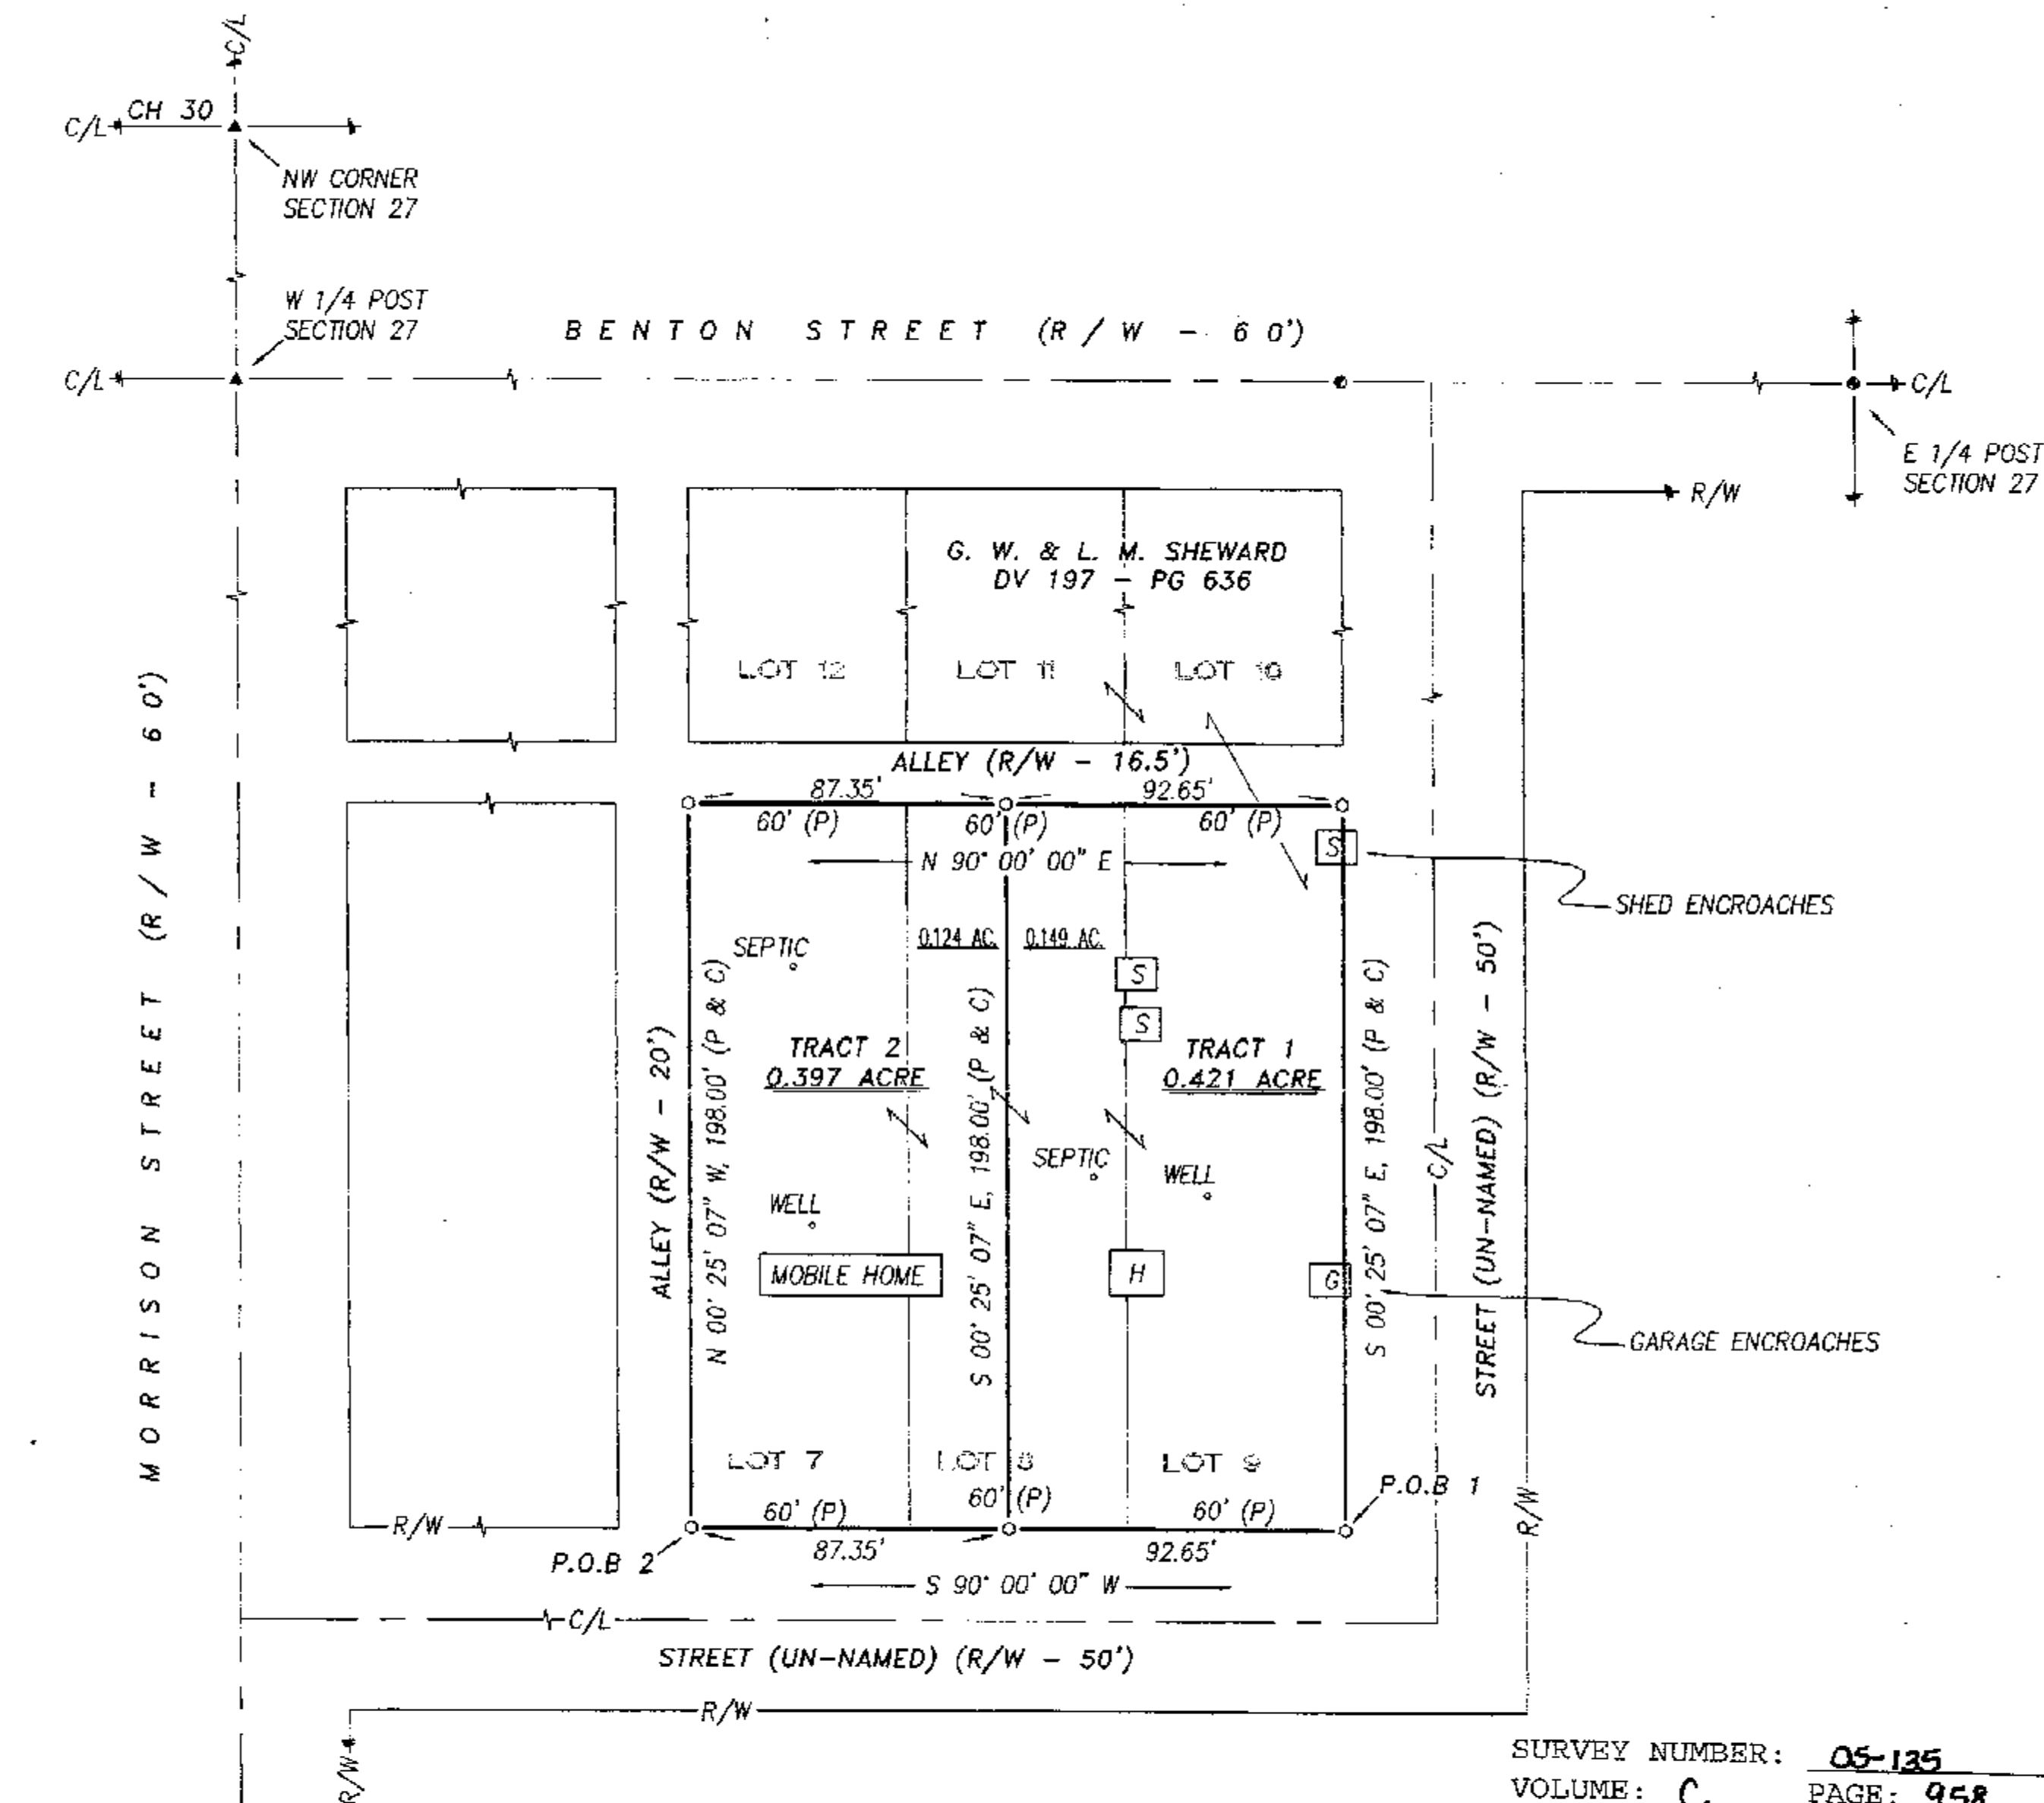 C/L
C/L
CH 30
NW CORNER
SECTION 27
W 1/4 POST
SECTION 27
BENTON STREET (R/W - 60')
C/L
C/L
E 1/4 POST
SECTION 27
R/W
G. W. & L. M. SHEWARD
DV 197 - PG 636
LOT 12
LOT 11
LOT 10
MORRISON STREET (R/W - 60')
ALLEY (R/W - 16.5')
87.35'
92.65'
60' (P)
60' (P)
60' (P)
N 90° 00' 00" E
S
SHED ENCROACHES
SEPTIC
0.124 AC.
0.149 AC.
S
S
TRACT 2
0.397 ACRE
TRACT 1
0.421 ACRE
ALLEY (R/W - 20')
N 00° 25' 07" W, 198.00' (P & C)
S 00° 25' 07" E, 198.00' (P & C)
S 00° 25' 07" E, 198.00' (P & C)
C/L
STREET (UN-NAMED) (R/W - 50')
SEPTIC
WELL
WELL
MOBILE HOME
H
G
GARAGE ENCROACHES
LOT 7
LOT 8
LOT 9
P.O.B 1
60' (P)
60' (P)
60' (P)
R/W
R/W
P.O.B 2
87.35'
92.65'
S 90° 00' 00" W
C/L
STREET (UN-NAMED) (R/W - 50')
R/W
R/W
SURVEY NUMBER: 05-135
VOLUME: C. PAGE: 958